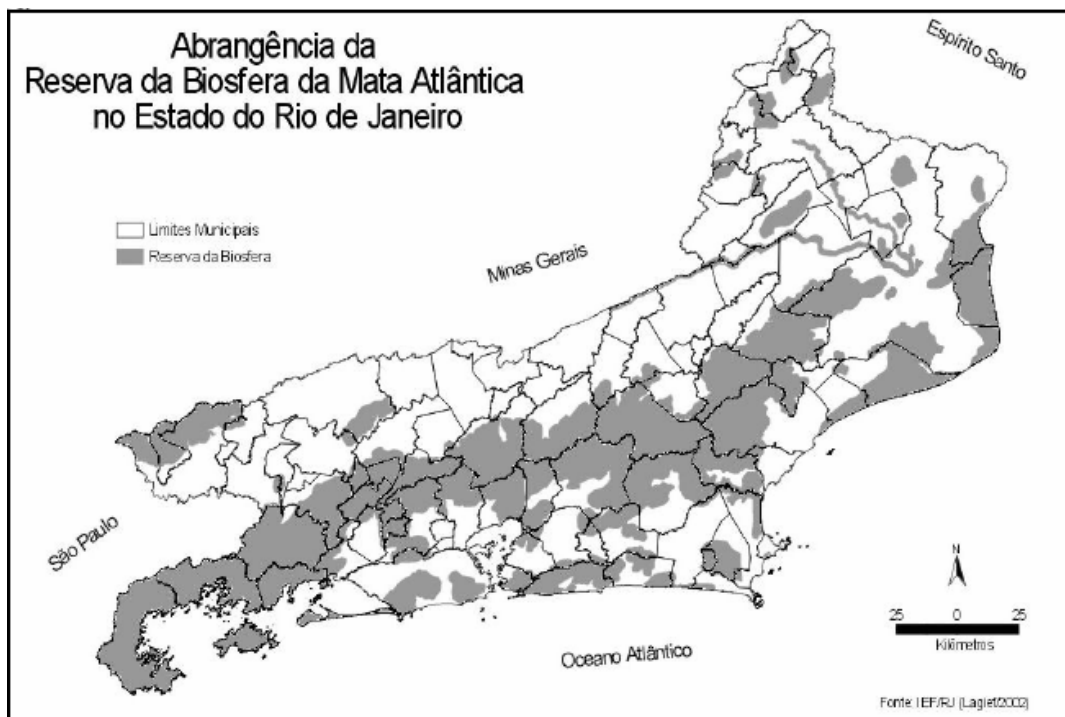 Abrangência da
Reserva da Biosfera da Mata Atlântica
no Estado do Rio de Janeiro
Espírito Santo
Limites Municipais
Reserva da Biosfera
Minas Gerais
São Paulo
N
25 0 25
Kilômetros
Oceano Atlântico
Fonte: IEF/RJ (Lagief/2002)